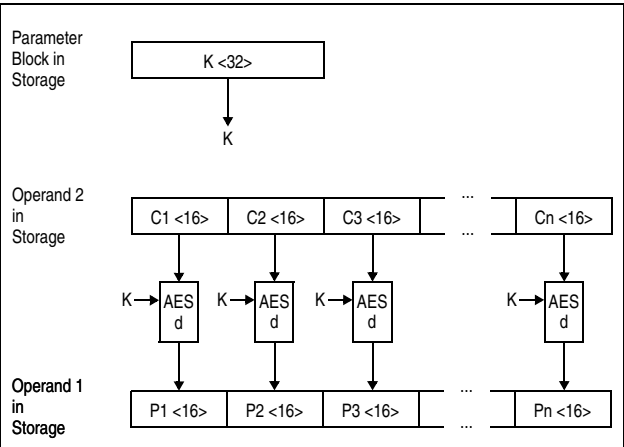 Parameter
Block in
Storage
K <32>
K
Operand 2
in
Storage
...
C1 <16> C2 <16> C3 <16> Cn <16>
...
K AES d K AES d K AES d K AES d
Operand 1
in
Storage
...
P1 <16> P2 <16> P3 <16> Pn <16>
...